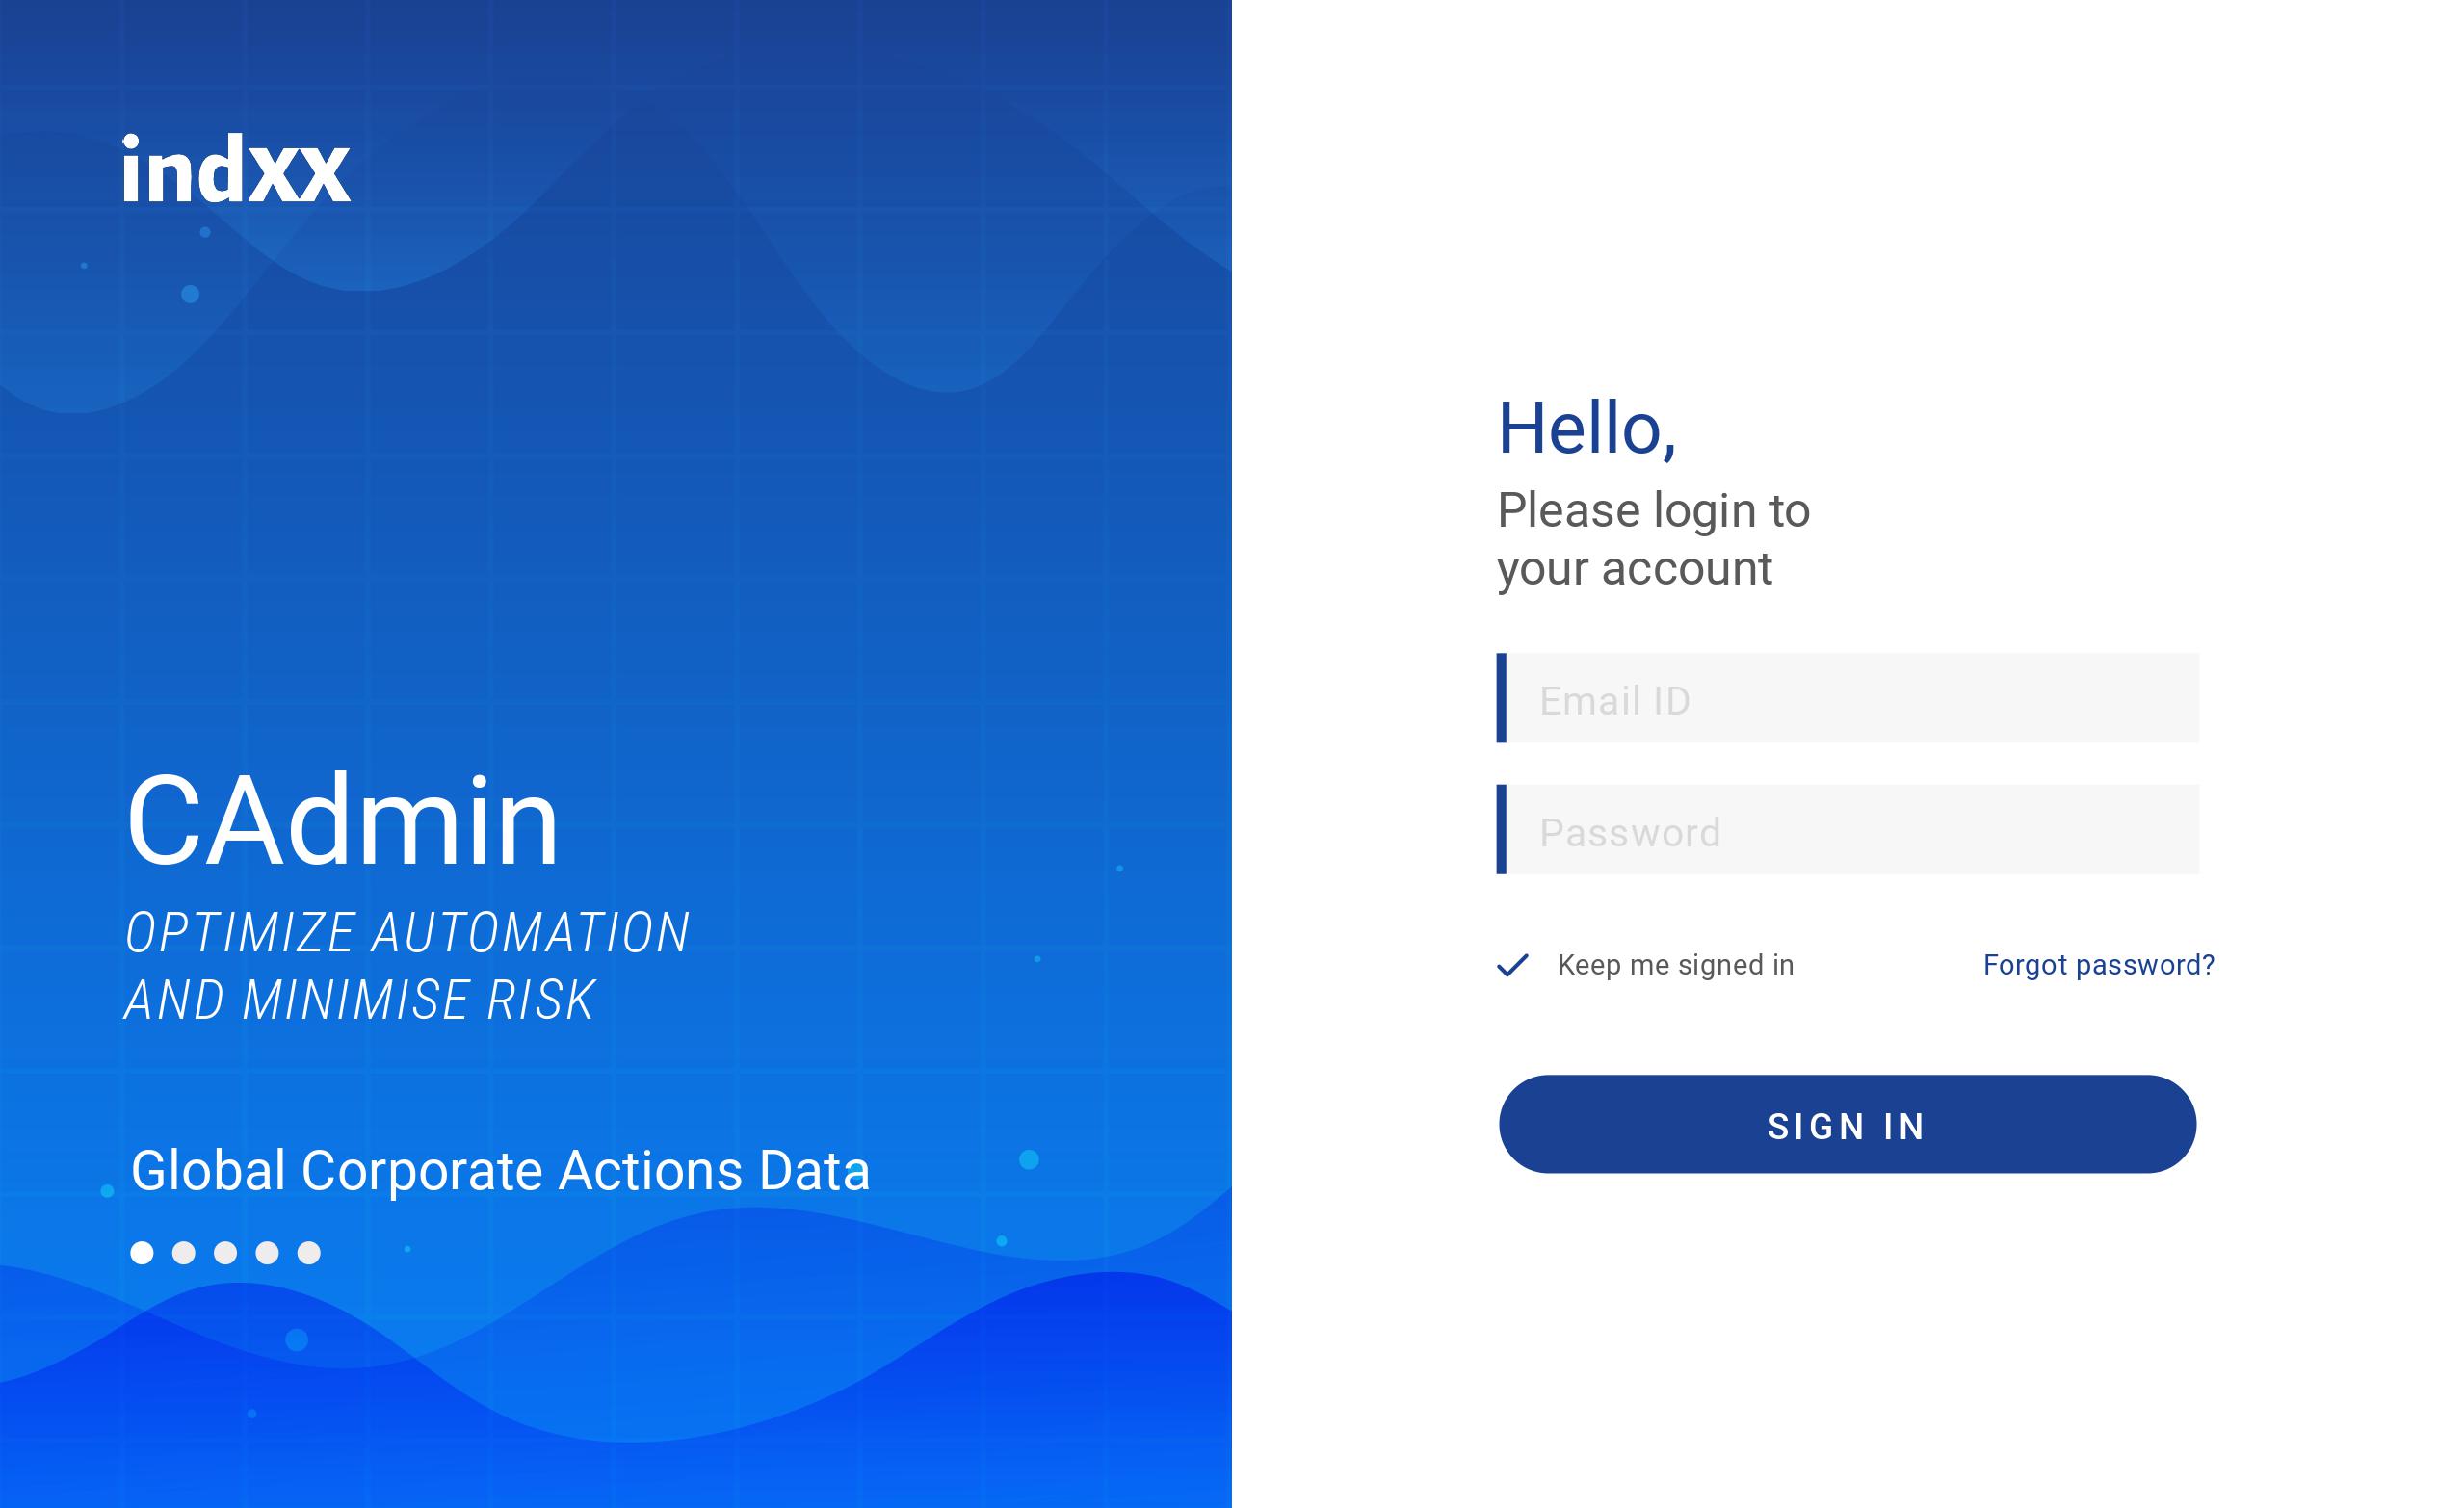 indxx
CAdmin
OPTIMIZE AUTOMATION
AND MINIMISE RISK
Global Corporate Actions Data
Hello,
Please login to
your account
Email ID
Password
Keep me signed in
Forgot password?
SIGN IN